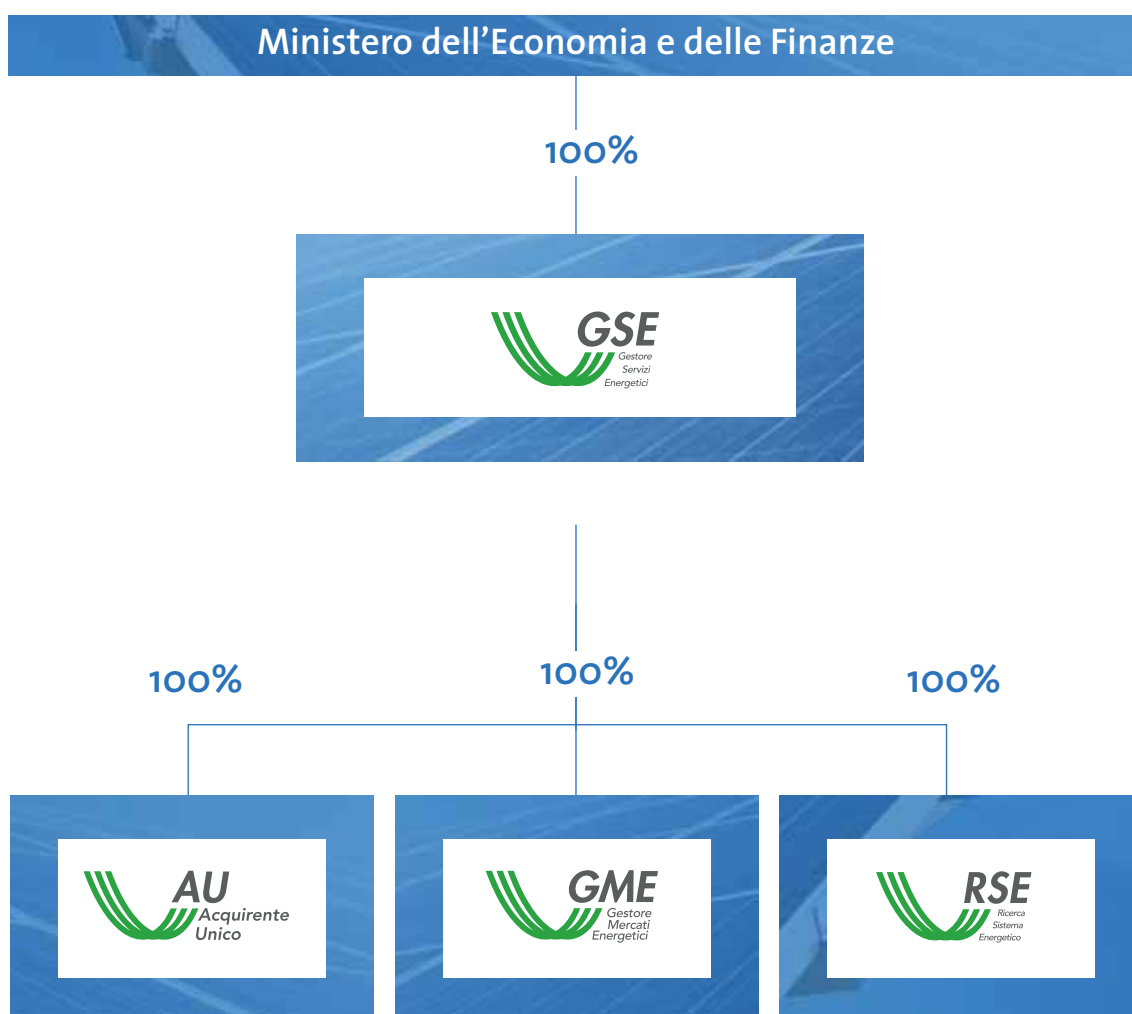 Ministero dell'Economia e delle Finanze
100%
GSE
Gestore
Servizi
Energetici
100%
100%
100%
AU
Acquirente
Unico
GME
Gestore
Mercati
Energetici
RSE
Ricerca
Sistema
Energetico